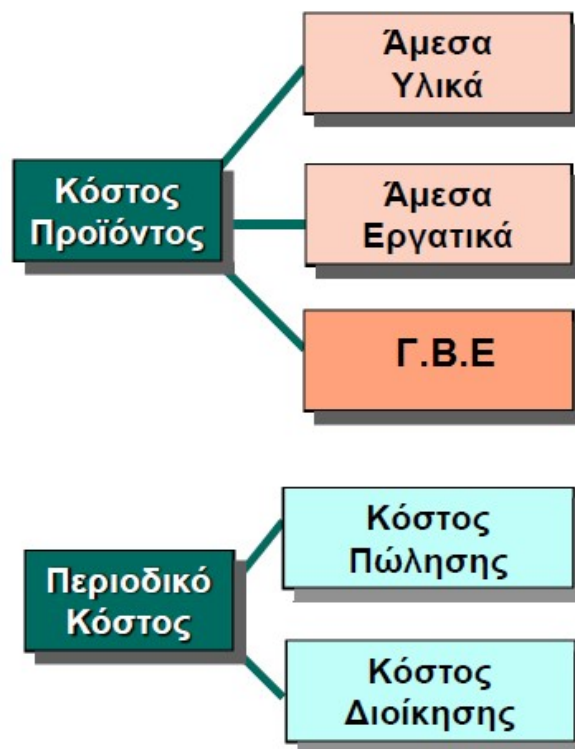 Άμεσα
Υλικά
Κόστος
Προϊόντος
Άμεσα
Εργατικά
Γ.Β.Ε
Κόστος
Πώλησης
Περιοδικό
Κόστος
Κόστος
Διοίκησης